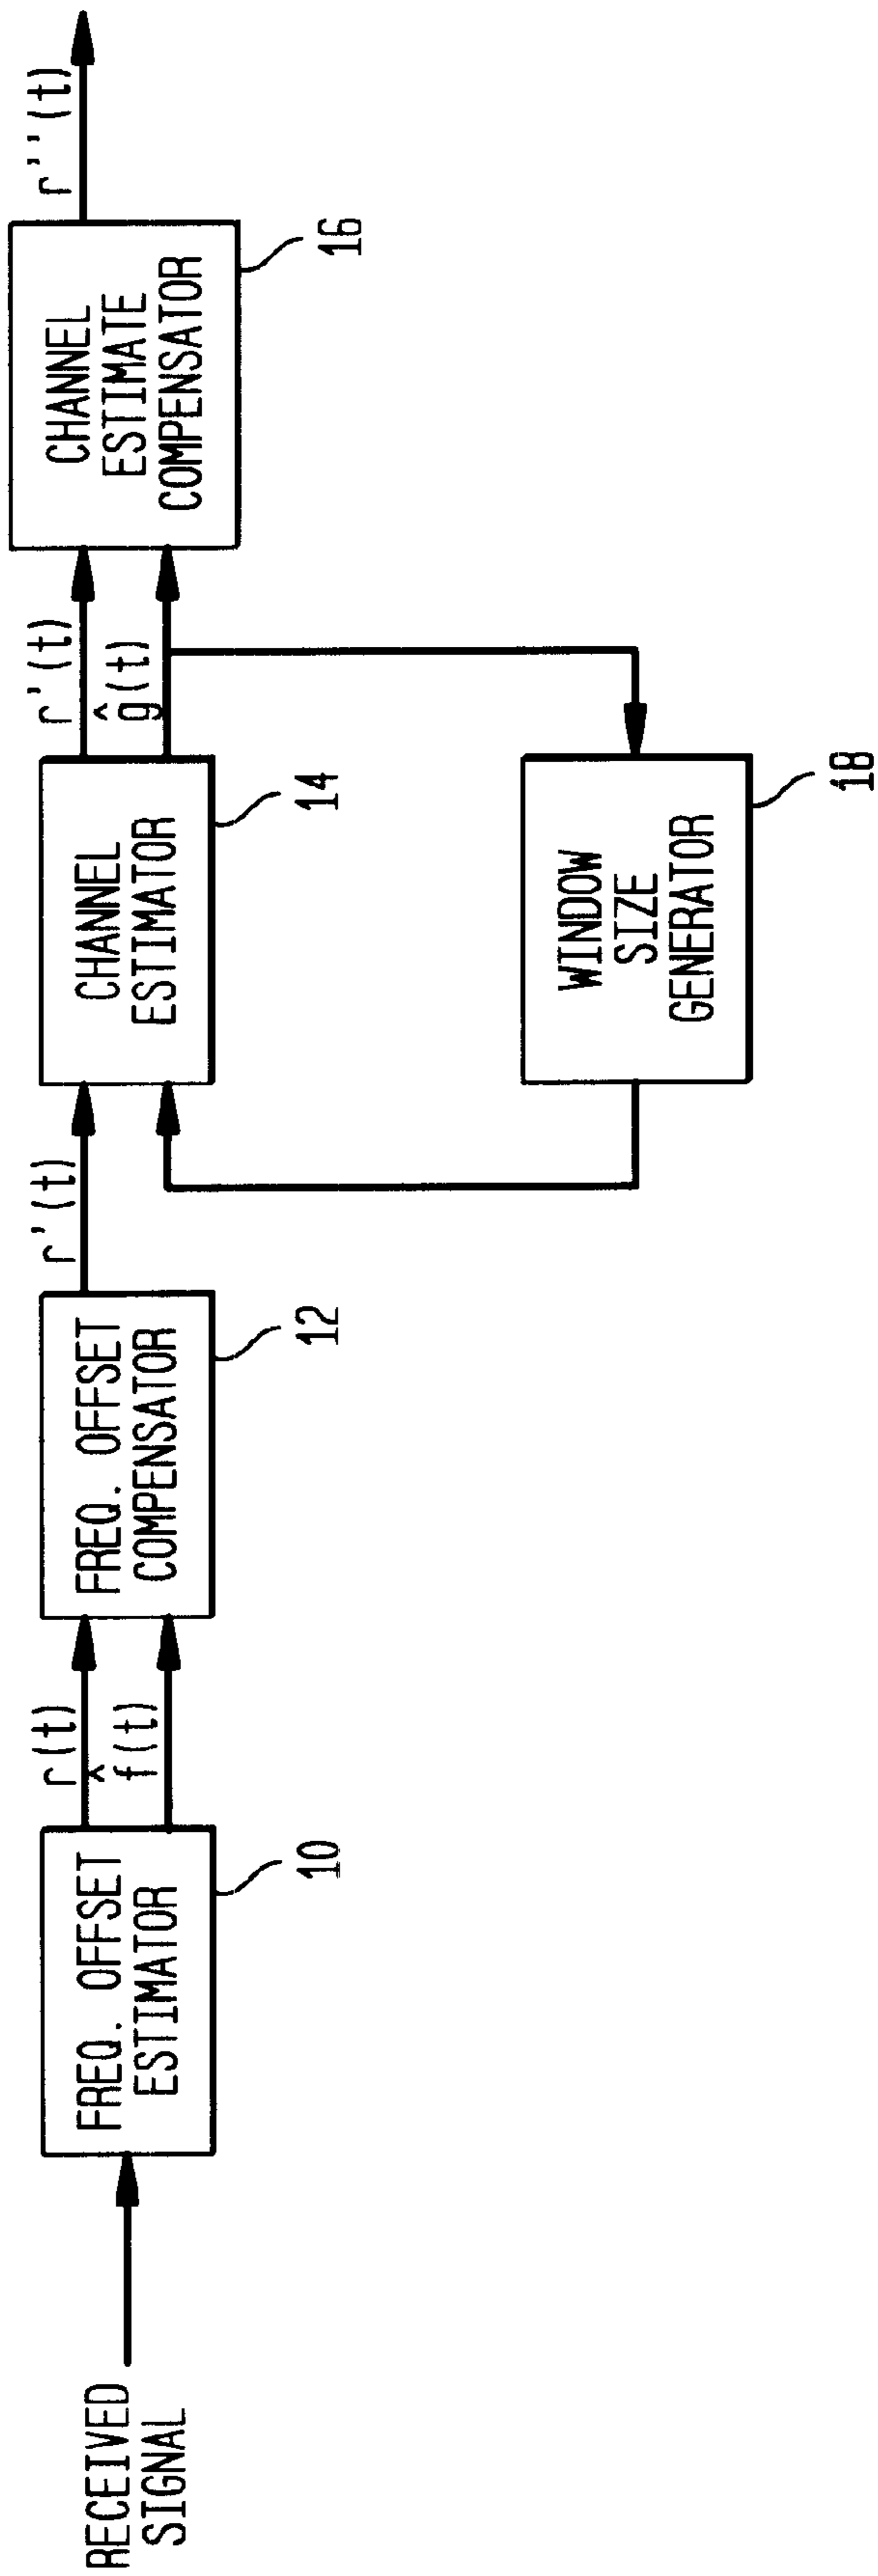 RECEIVED
SIGNAL
FREQ. OFFSET
ESTIMATOR
10
r(t)
f̂(t)
FREQ. OFFSET
COMPENSATOR
12
r'(t)
CHANNEL
ESTIMATOR
14
r'(t)
ĝ(t)
WINDOW
SIZE
GENERATOR
18
CHANNEL
ESTIMATE
COMPENSATOR
16
r''(t)